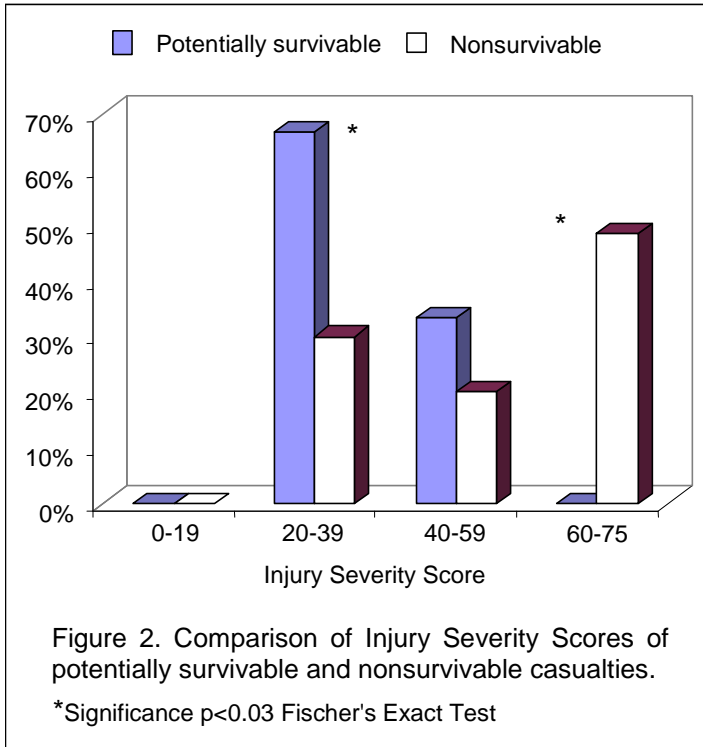 Potentially survivable Nonsurvivable
70%
*
60%
*
50%
40%
30%
20%
10%
0%
0-19 20-39 40-59 60-75
Injury Severity Score
Figure 2. Comparison of Injury Severity Scores of
potentially survivable and nonsurvivable casualties.
*Significance p<0.03 Fischer's Exact Test